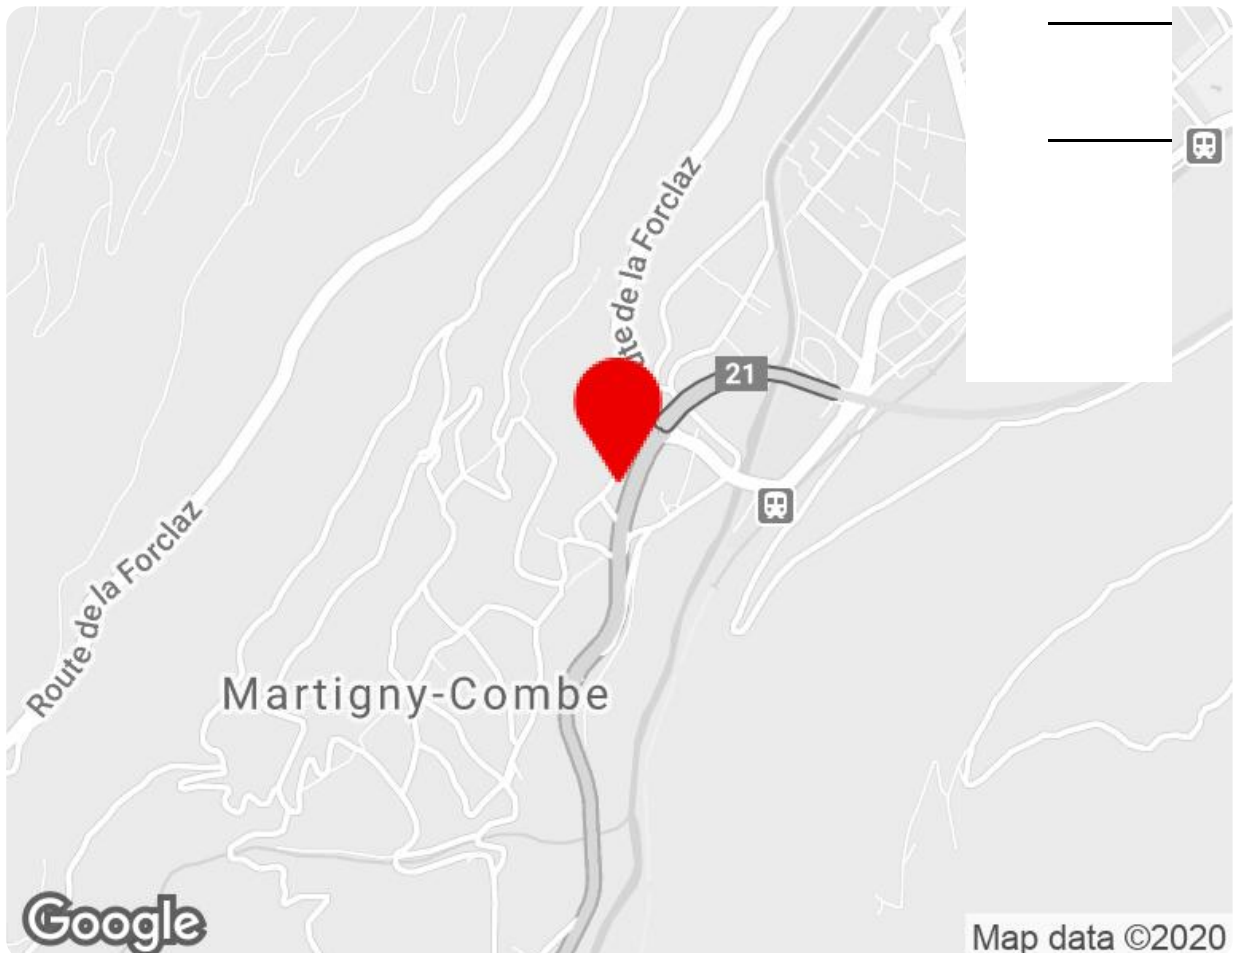 Route de la Forclaz
21
Route de la Forclaz
Martigny-Combe
Google
Map data ©2020